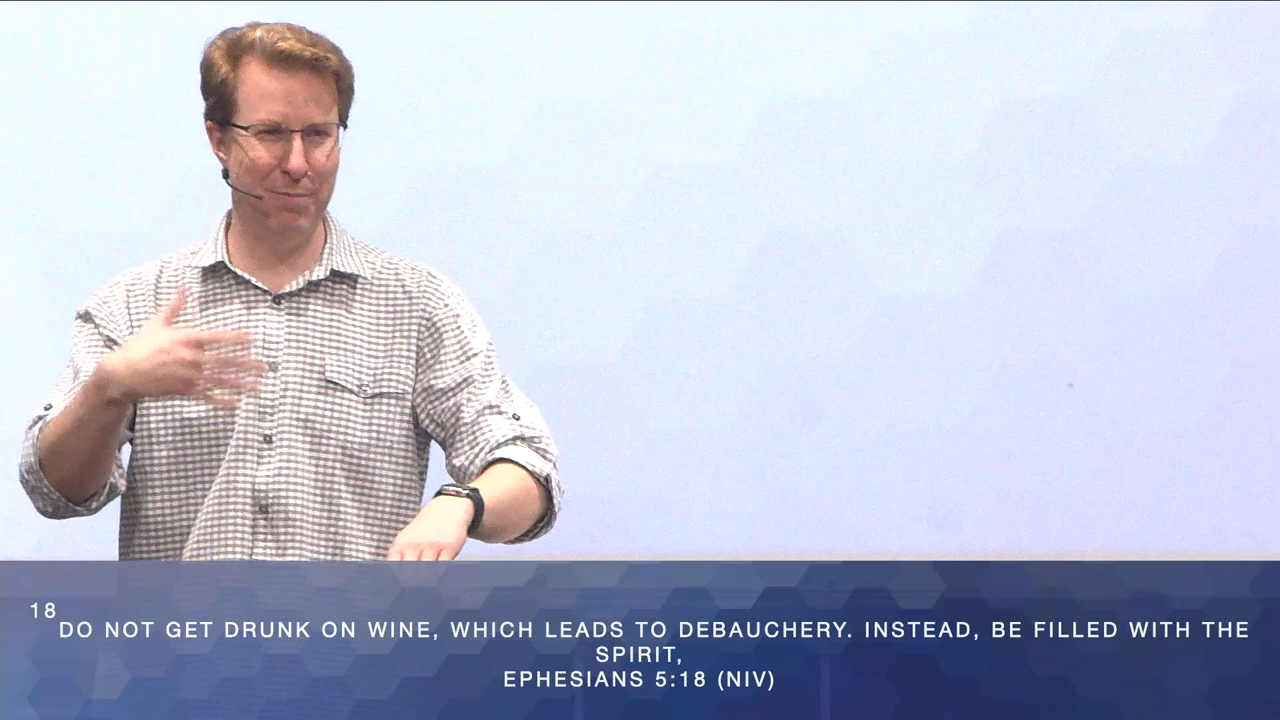 18
DO NOT GET DRUNK ON WINE, WHICH LEADS TO DEBAUCHERY. INSTEAD, BE FILLED WITH THE
SPIRIT,
EPHESIANS 5:18 (NIV)